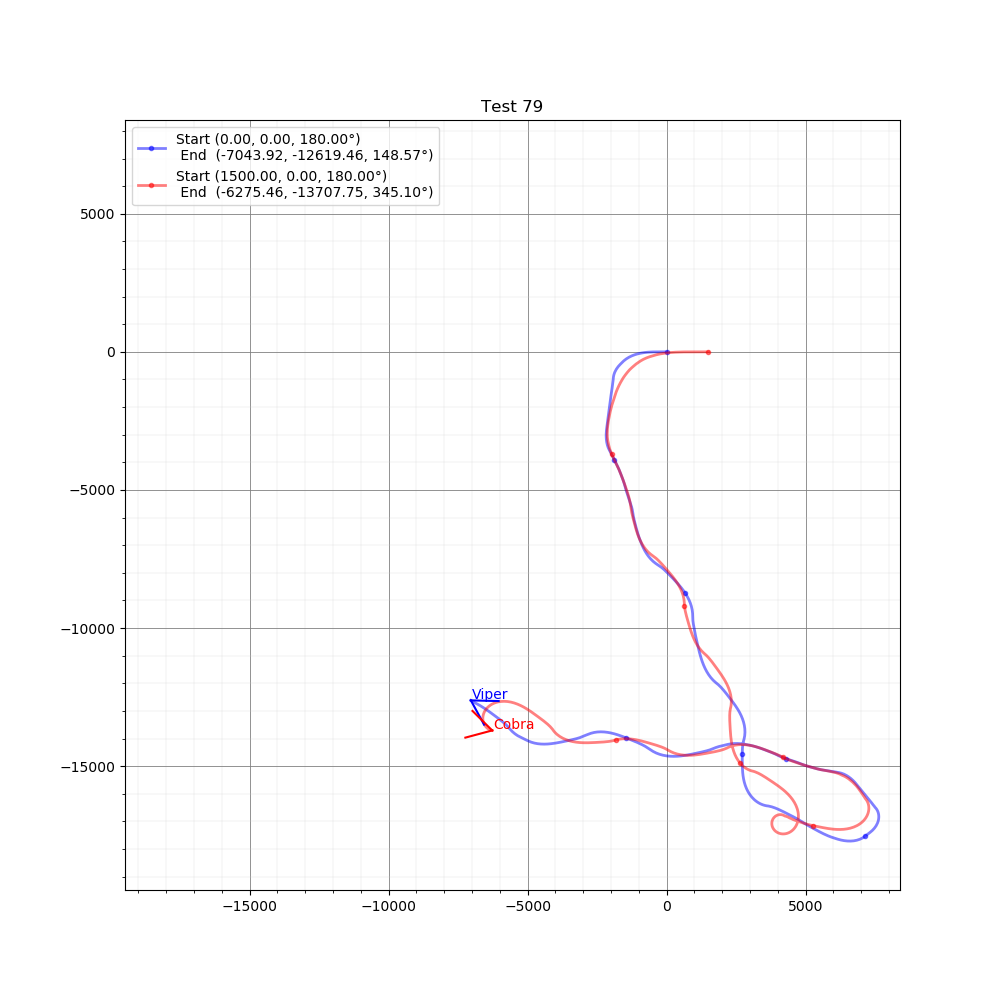 Test 79
Start (0.00, 0.00, 180.00°)
End  (-7043.92, -12619.46, 148.57°)
Start (1500.00, 0.00, 180.00°)
End  (-6275.46, -13707.75, 345.10°)
5000
0
−5000
−10000
−15000
Viper
Cobra
−15000
−10000
−5000
0
5000